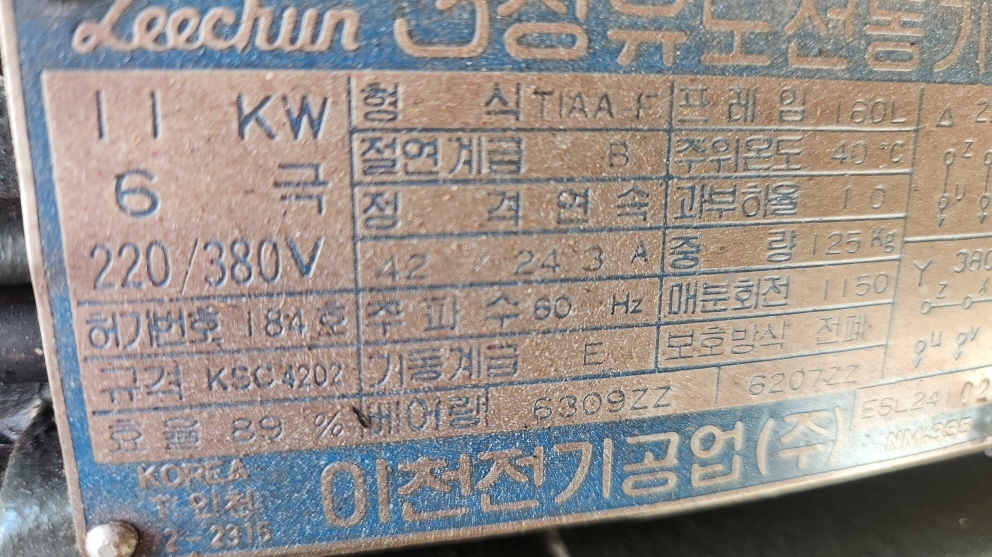 Leechun 3상유도전동기
11 KW
6 극
220/380V
허가번호 184호
규격 KSC4202
효율 89 %
형식 TIAA F
절연계급 B
정격 연속
42 / 24.3 A
주파수 60 Hz
기동계급 E
베어링 6309ZZ 6207ZZ
프레임 160L
주위온도 40 °C
과부하율 1.0
중량 125 Kg
매분회전 1150
보호방식 전폐
Δ 2
Z
U
Y 380
Z X
U V
KOREA
이천전기공업(주)